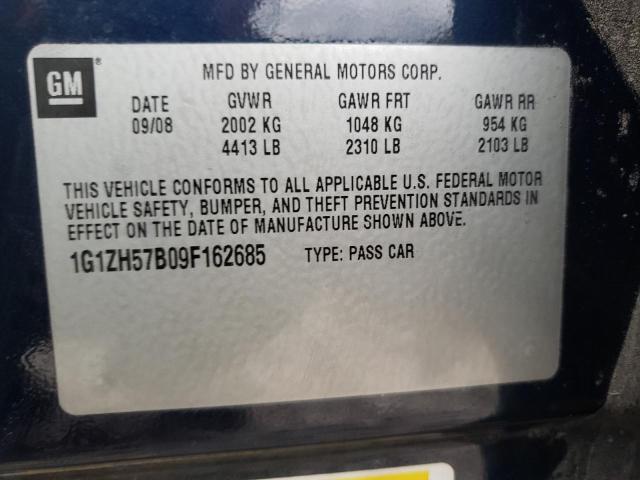 GM ®
MFD BY GENERAL MOTORS CORP.
DATE GVWR GAWR FRT GAWR RR
09/08 2002 KG 1048 KG 954 KG
4413 LB 2310 LB 2103 LB
THIS VEHICLE CONFORMS TO ALL APPLICABLE U.S. FEDERAL MOTOR
VEHICLE SAFETY, BUMPER, AND THEFT PREVENTION STANDARDS IN
EFFECT ON THE DATE OF MANUFACTURE SHOWN ABOVE.
1G1ZH57B09F162685 TYPE: PASS CAR